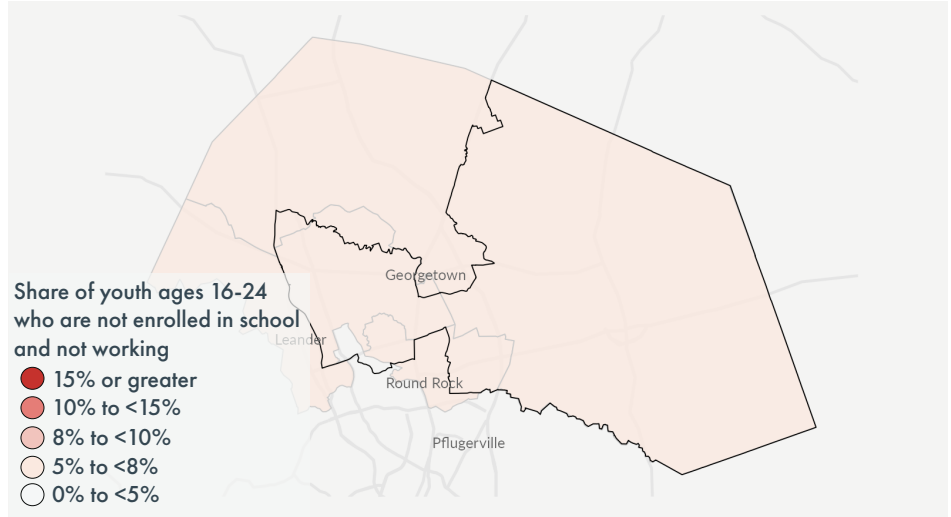 Georgetown
Share of youth ages 16-24
who are not enrolled in school
and not working
Leander
15% or greater
10% to <15%
8% to <10%
5% to <8%
0% to <5%
Round Rock
Pflugerville